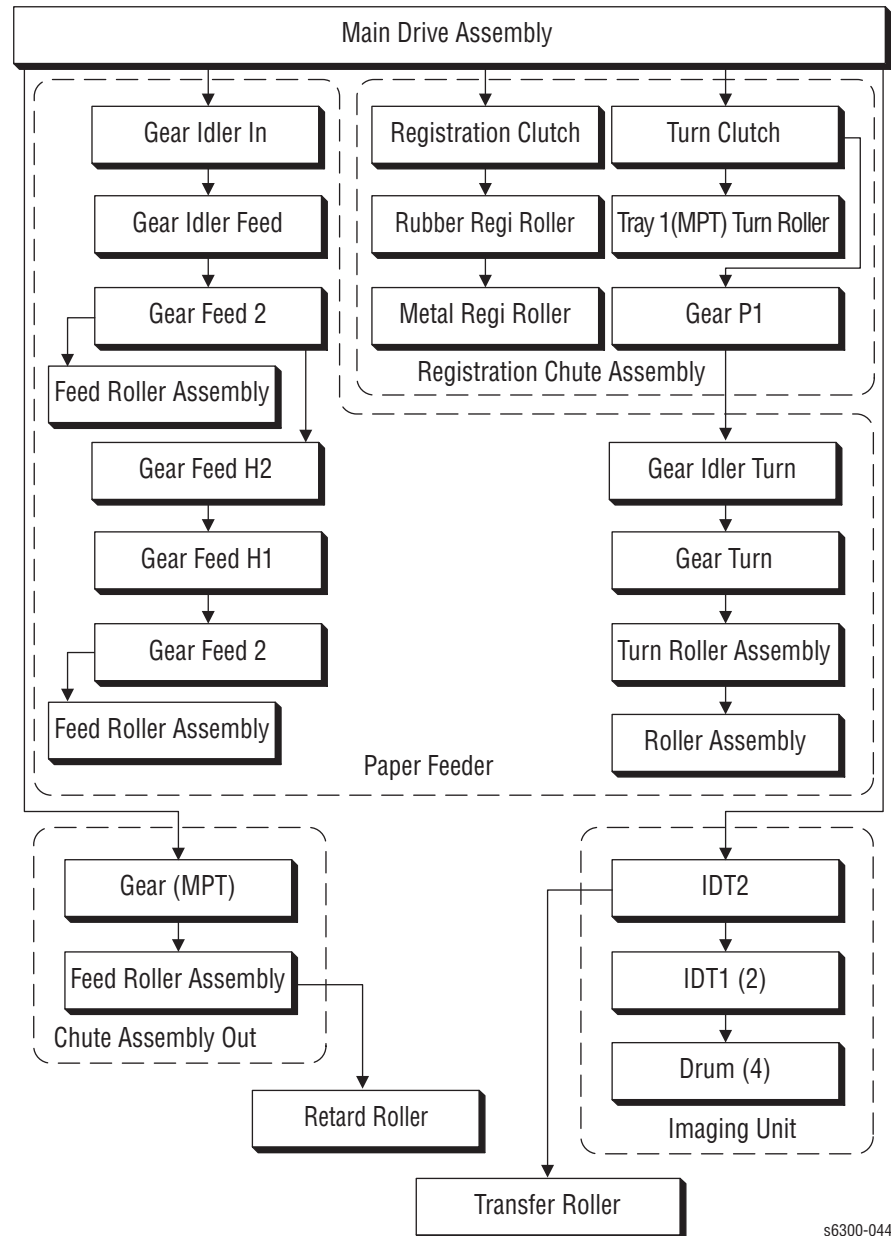 Main Drive Assembly
Gear Idler In
Registration Clutch
Turn Clutch
Gear Idler Feed
Rubber Regi Roller
Tray 1(MPT) Turn Roller
Gear Feed 2
Metal Regi Roller
Gear P1
Registration Chute Assembly
Feed Roller Assembly
Gear Feed H2
Gear Idler Turn
Gear Feed H1
Gear Turn
Gear Feed 2
Turn Roller Assembly
Feed Roller Assembly
Roller Assembly
Paper Feeder
Gear (MPT)
IDT2
Feed Roller Assembly
IDT1 (2)
Chute Assembly Out
Drum (4)
Retard Roller
Imaging Unit
Transfer Roller
s6300-044